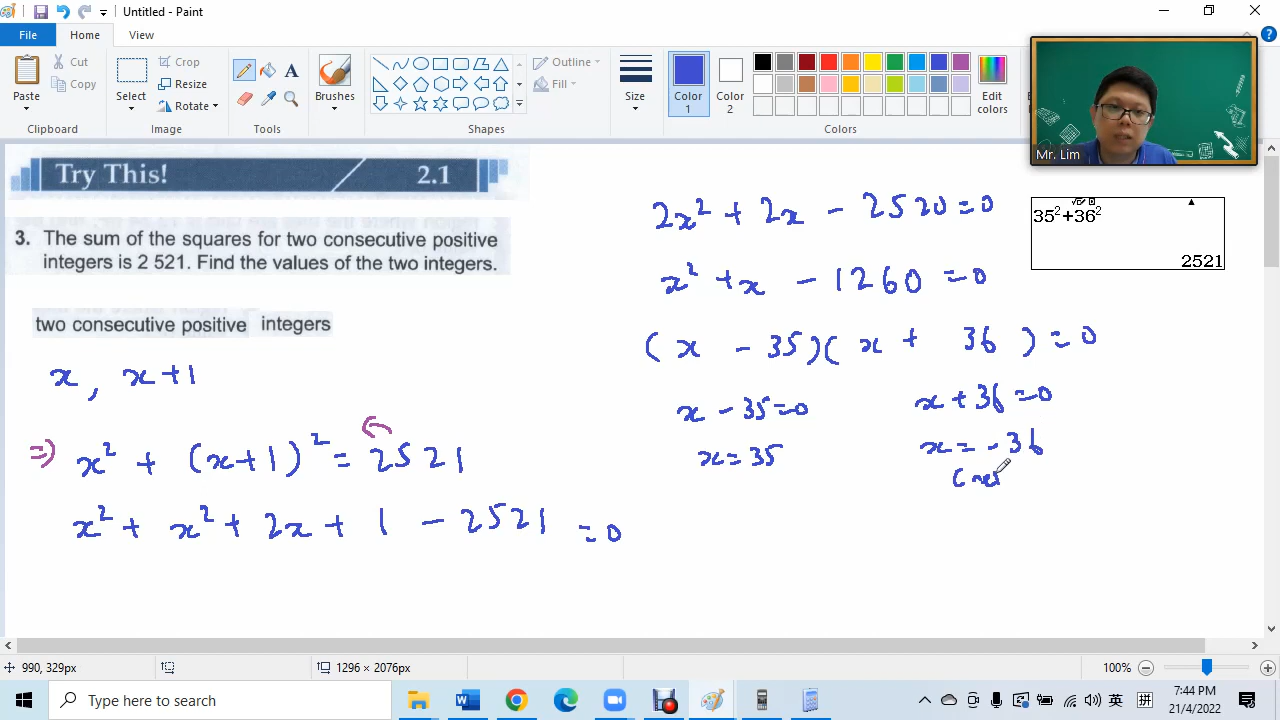 Untitled - Paint
File Home View
Paste Cut Copy Clipboard
Select Crop Resize Rotate Image
Tools
Brushes
Shapes
Outline Fill
Size
Color 1 Color 2 Colors
Edit colors
Mr. Lim
Try This! 2.1
3. The sum of the squares for two consecutive positive
integers is 2 521. Find the values of the two integers.
two consecutive positive integers
x, x+1
⇒ x² + (x+1)² = 2521
x² + x² + 2x + 1 - 2521 = 0
2x² + 2x - 2520 = 0
x² + x - 1260 = 0
(x - 35)(x + 36) = 0
x - 35 = 0
x = 35
x + 36 = 0
x = -36
35²+36²
2521
990, 329px
1296 × 2076px
100%
Type here to search
英
拼
7:44 PM
21/4/2022